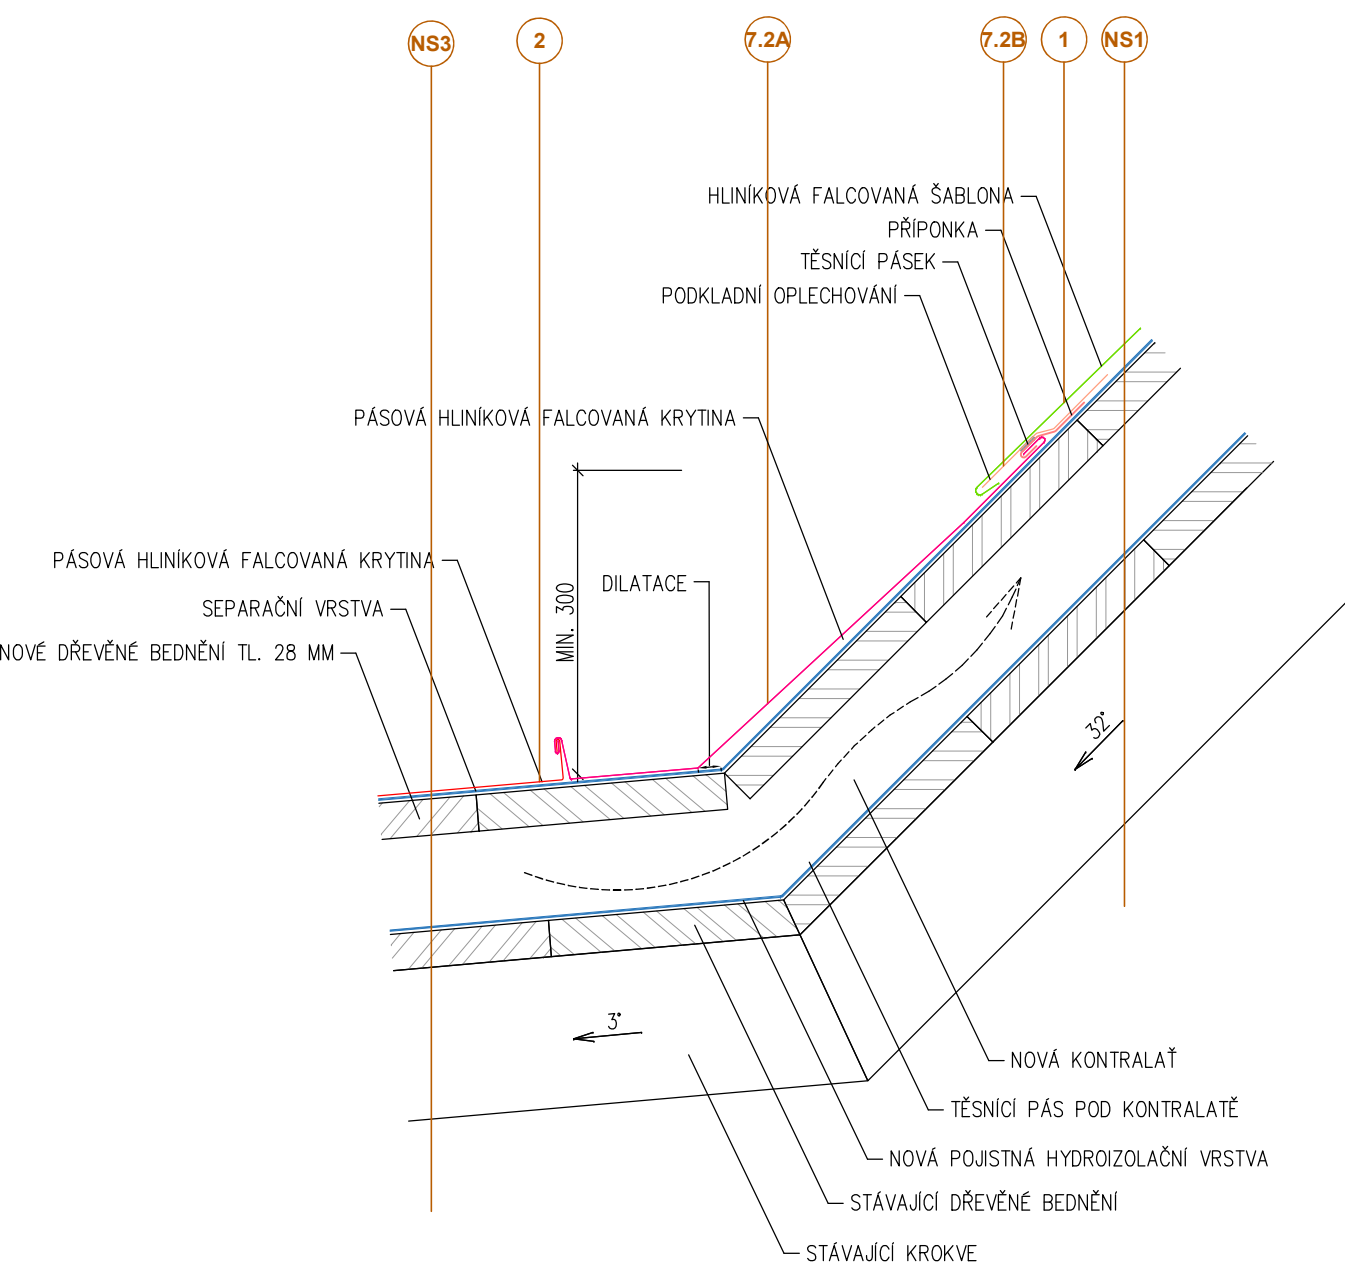 NS3
2
7.2A
7.2B
1
NS1
HLINÍKOVÁ FALCOVANÁ ŠABLONA
PŘÍPONKA
TĚSNÍCÍ PÁSEK
PODKLADNÍ OPLECHOVÁNÍ
PÁSOVÁ HLINÍKOVÁ FALCOVANÁ KRYTINA
PÁSOVÁ HLINÍKOVÁ FALCOVANÁ KRYTINA
SEPARAČNÍ VRSTVA
NOVÉ DŘEVĚNÉ BEDNĚNÍ TL. 28 MM
MIN. 300
DILATACE
32°
3°
NOVÁ KONTRALAŤ
TĚSNÍCÍ PÁS POD KONTRALATĚ
NOVÁ POJISTNÁ HYDROIZOLAČNÍ VRSTVA
STÁVAJÍCÍ DŘEVĚNÉ BEDNĚNÍ
STÁVAJÍCÍ KROKVE